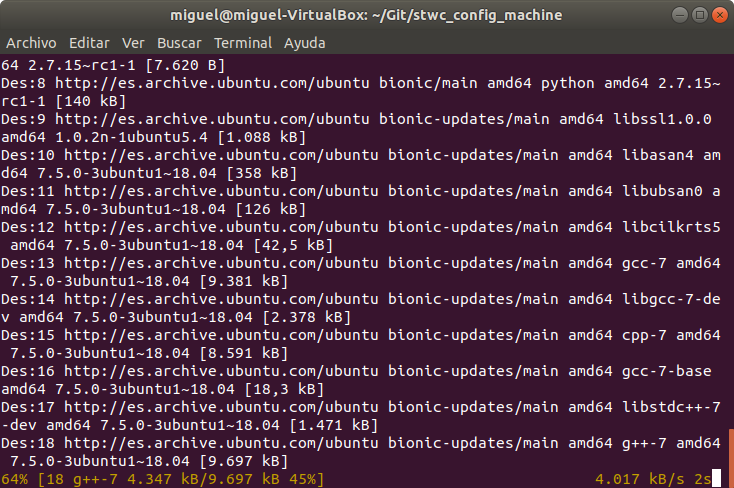 miguel@miguel-VirtualBox: ~/Git/stwc_config_machine
Archivo Editar Ver Buscar Terminal Ayuda
64 2.7.15~rc1-1 [7.620 B]
Des:8 http://es.archive.ubuntu.com/ubuntu bionic/main amd64 python amd64 2.7.15~
rc1-1 [140 kB]
Des:9 http://es.archive.ubuntu.com/ubuntu bionic-updates/main amd64 libssl1.0.0
amd64 1.0.2n-1ubuntu5.4 [1.088 kB]
Des:10 http://es.archive.ubuntu.com/ubuntu bionic-updates/main amd64 libasan4 am
d64 7.5.0-3ubuntu1~18.04 [358 kB]
Des:11 http://es.archive.ubuntu.com/ubuntu bionic-updates/main amd64 libubsan0 a
md64 7.5.0-3ubuntu1~18.04 [126 kB]
Des:12 http://es.archive.ubuntu.com/ubuntu bionic-updates/main amd64 libcilkrts5
 amd64 7.5.0-3ubuntu1~18.04 [42,5 kB]
Des:13 http://es.archive.ubuntu.com/ubuntu bionic-updates/main amd64 gcc-7 amd64
 7.5.0-3ubuntu1~18.04 [9.381 kB]
Des:14 http://es.archive.ubuntu.com/ubuntu bionic-updates/main amd64 libgcc-7-de
v amd64 7.5.0-3ubuntu1~18.04 [2.378 kB]
Des:15 http://es.archive.ubuntu.com/ubuntu bionic-updates/main amd64 cpp-7 amd64
 7.5.0-3ubuntu1~18.04 [8.591 kB]
Des:16 http://es.archive.ubuntu.com/ubuntu bionic-updates/main amd64 gcc-7-base
amd64 7.5.0-3ubuntu1~18.04 [18,3 kB]
Des:17 http://es.archive.ubuntu.com/ubuntu bionic-updates/main amd64 libstdc++-7
-dev amd64 7.5.0-3ubuntu1~18.04 [1.471 kB]
Des:18 http://es.archive.ubuntu.com/ubuntu bionic-updates/main amd64 g++-7 amd64
 7.5.0-3ubuntu1~18.04 [9.697 kB]
64% [18 g++-7 4.347 kB/9.697 kB 45%] 4.017 kB/s 2s